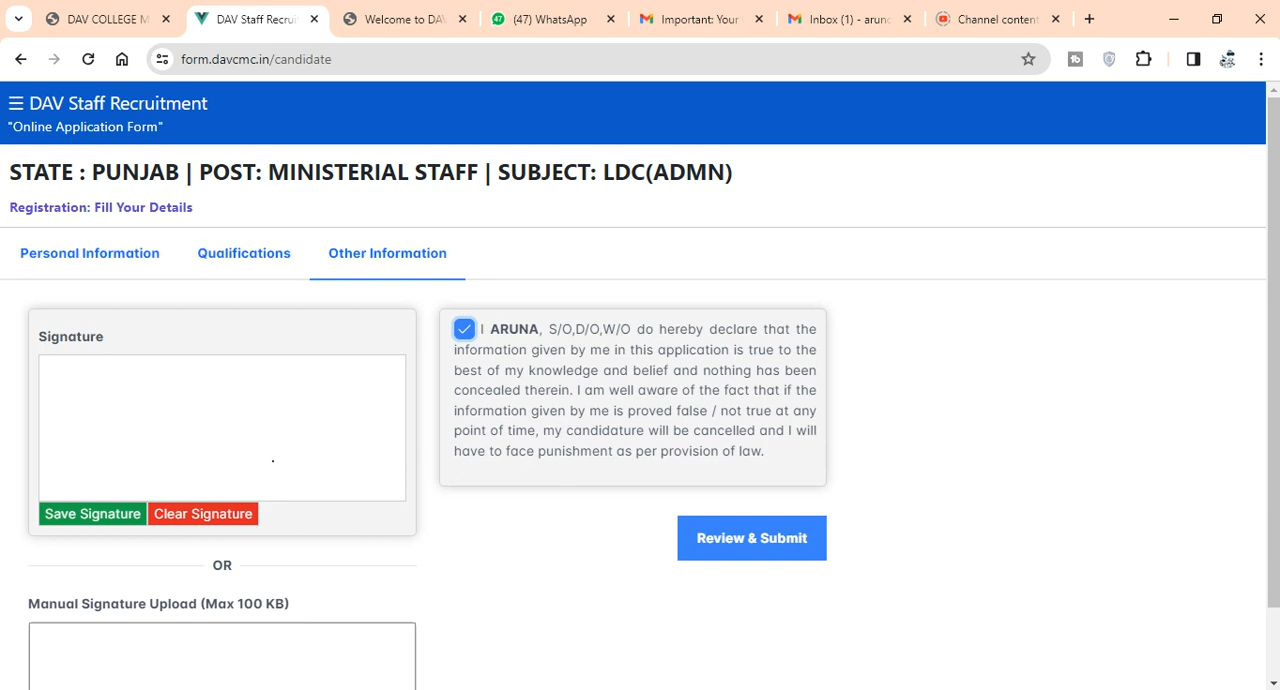 DAV COLLEGE M
DAV Staff Recrui
Welcome to DAV
47
(47) WhatsApp
Important: Your
Inbox (1) - arun
Channel content
form.davcmc.in/candidate
☰ DAV Staff Recruitment
"Online Application Form"
STATE : PUNJAB | POST: MINISTERIAL STAFF | SUBJECT: LDC(ADMN)
Registration: Fill Your Details
Personal Information
Qualifications
Other Information
Signature
Save Signature
Clear Signature
OR
Manual Signature Upload (Max 100 KB)
I ARUNA, S/O,D/O,W/O do hereby declare that the
information given by me in this application is true to the
best of my knowledge and belief and nothing has been
concealed therein. I am well aware of the fact that if the
information given by me is proved false / not true at any
point of time, my candidature will be cancelled and I will
have to face punishment as per provision of law.
Review & Submit